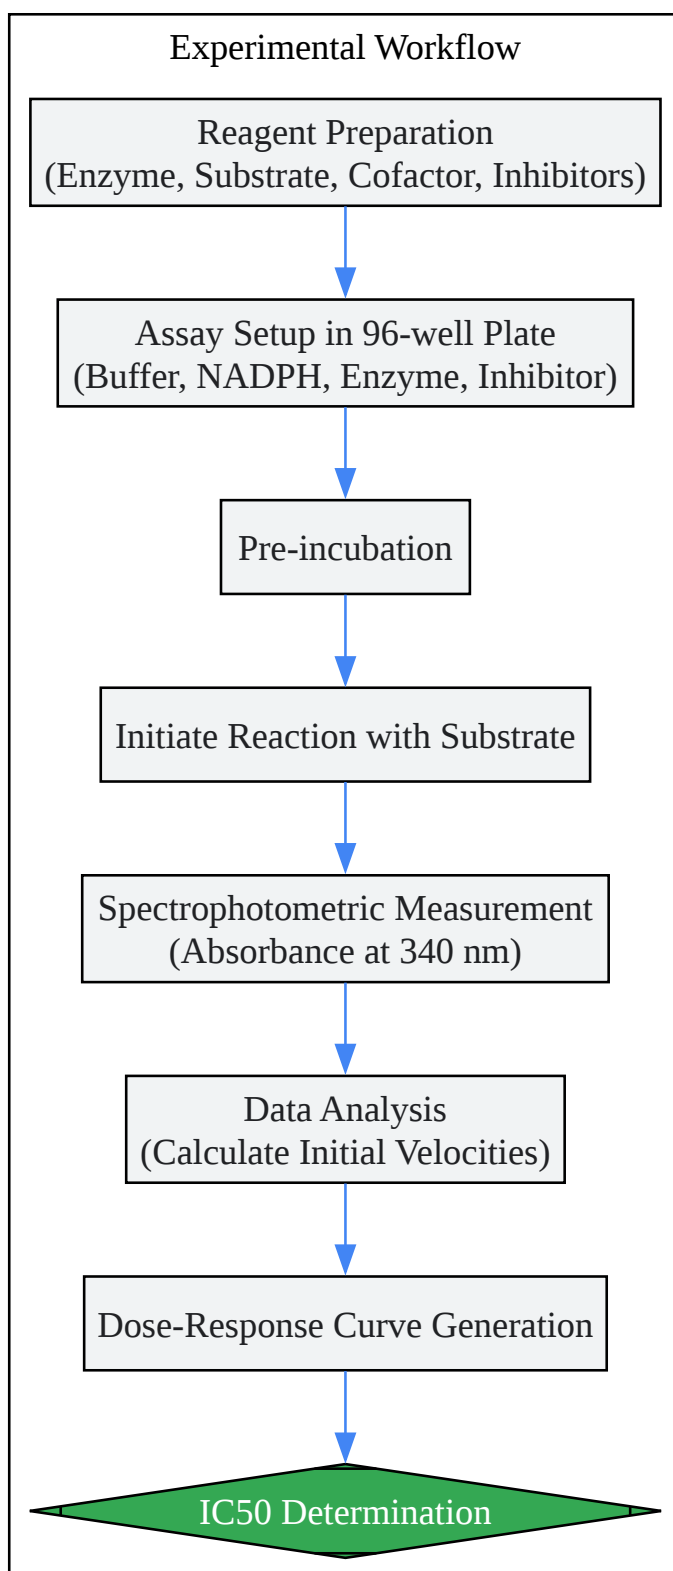 Experimental Workflow
Reagent Preparation
(Enzyme, Substrate, Cofactor, Inhibitors)
Assay Setup in 96-well Plate
(Buffer, NADPH, Enzyme, Inhibitor)
Pre-incubation
Initiate Reaction with Substrate
Spectrophotometric Measurement
(Absorbance at 340 nm)
Data Analysis
(Calculate Initial Velocities)
Dose-Response Curve Generation
IC50 Determination